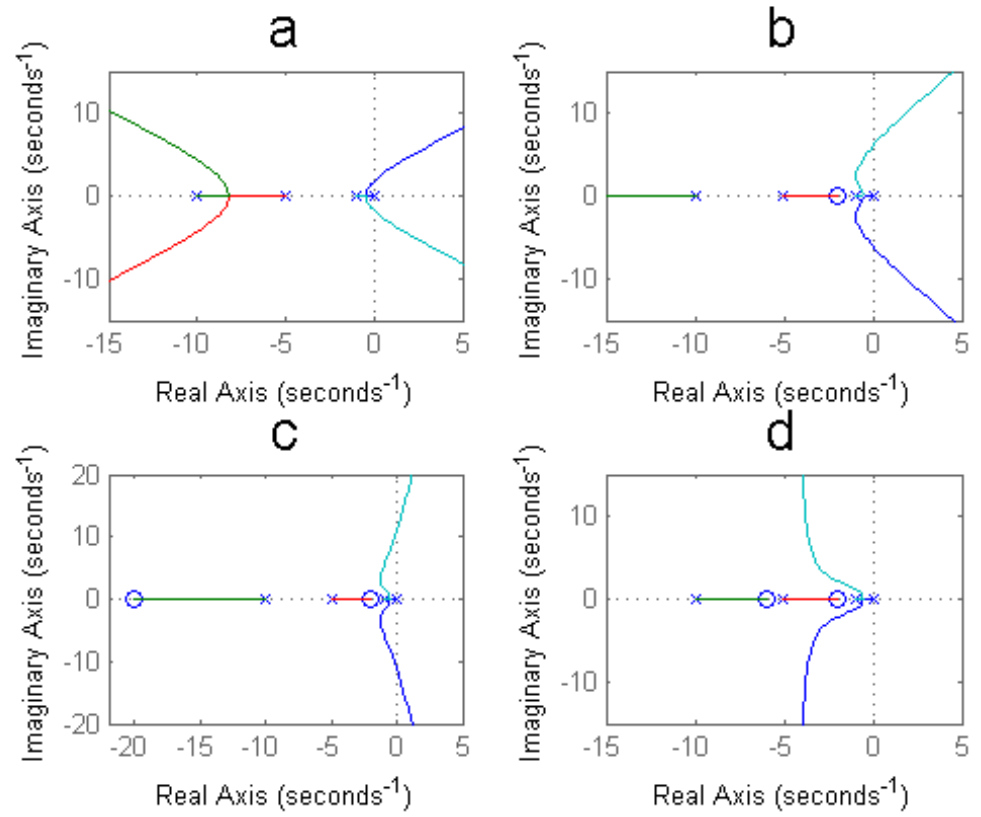 a
Imaginary Axis (seconds⁻¹)
10
0
-10
-15 -10 -5 0 5
Real Axis (seconds⁻¹)
b
Imaginary Axis (seconds⁻¹)
10
0
-10
-15 -10 -5 0 5
Real Axis (seconds⁻¹)
c
Imaginary Axis (seconds⁻¹)
20
10
0
-10
-20
-20 -15 -10 -5 0 5
Real Axis (seconds⁻¹)
d
Imaginary Axis (seconds⁻¹)
10
0
-10
-15 -10 -5 0 5
Real Axis (seconds⁻¹)